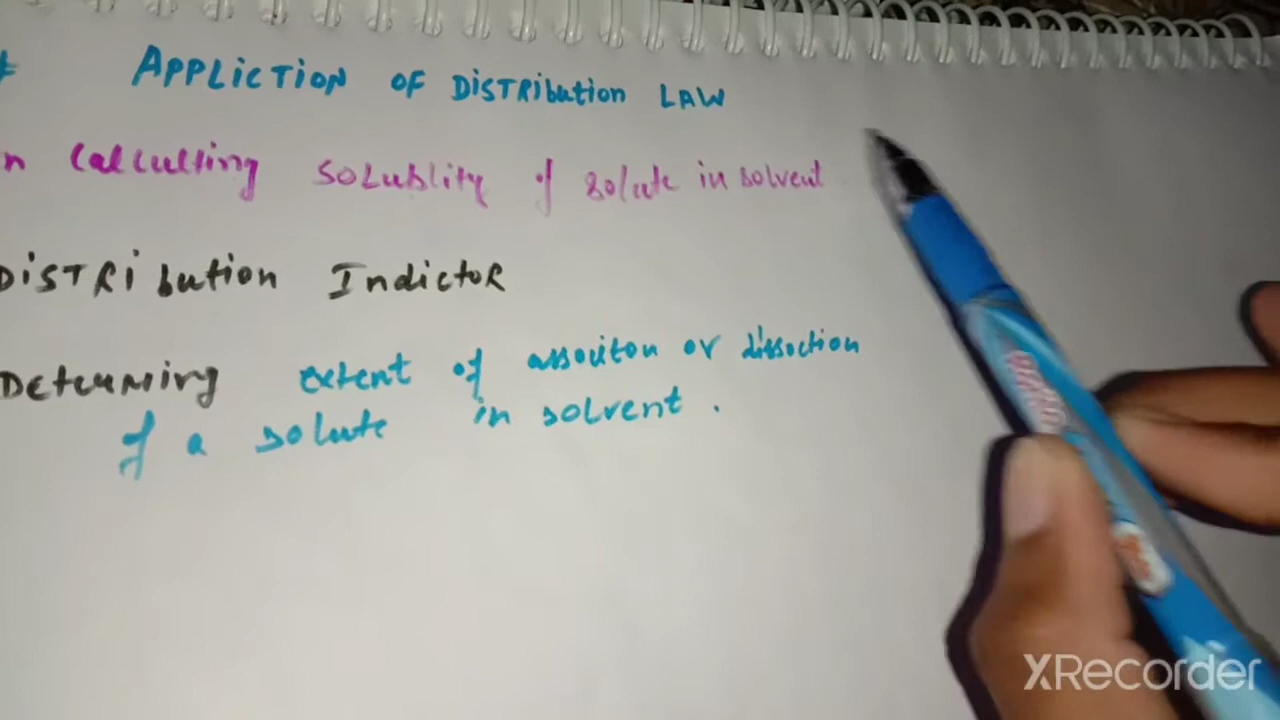 APPLICTION OF DISTRIbution LAW
n Calculting solublity of solute in solvent
DISTRIbution IndictoR
Determing extent of assoction or dissoction
of a solute in solvent .
XRecorder